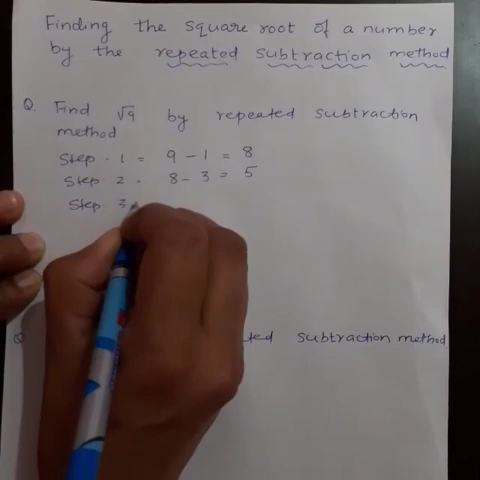 Finding the square root of a number
by the repeated subtraction method
Q. Find √9 by repeated subtraction
method
Step - 1 = 9 - 1 = 8
Step 2 - 8 - 3 = 5
Step 3
Q subtraction method